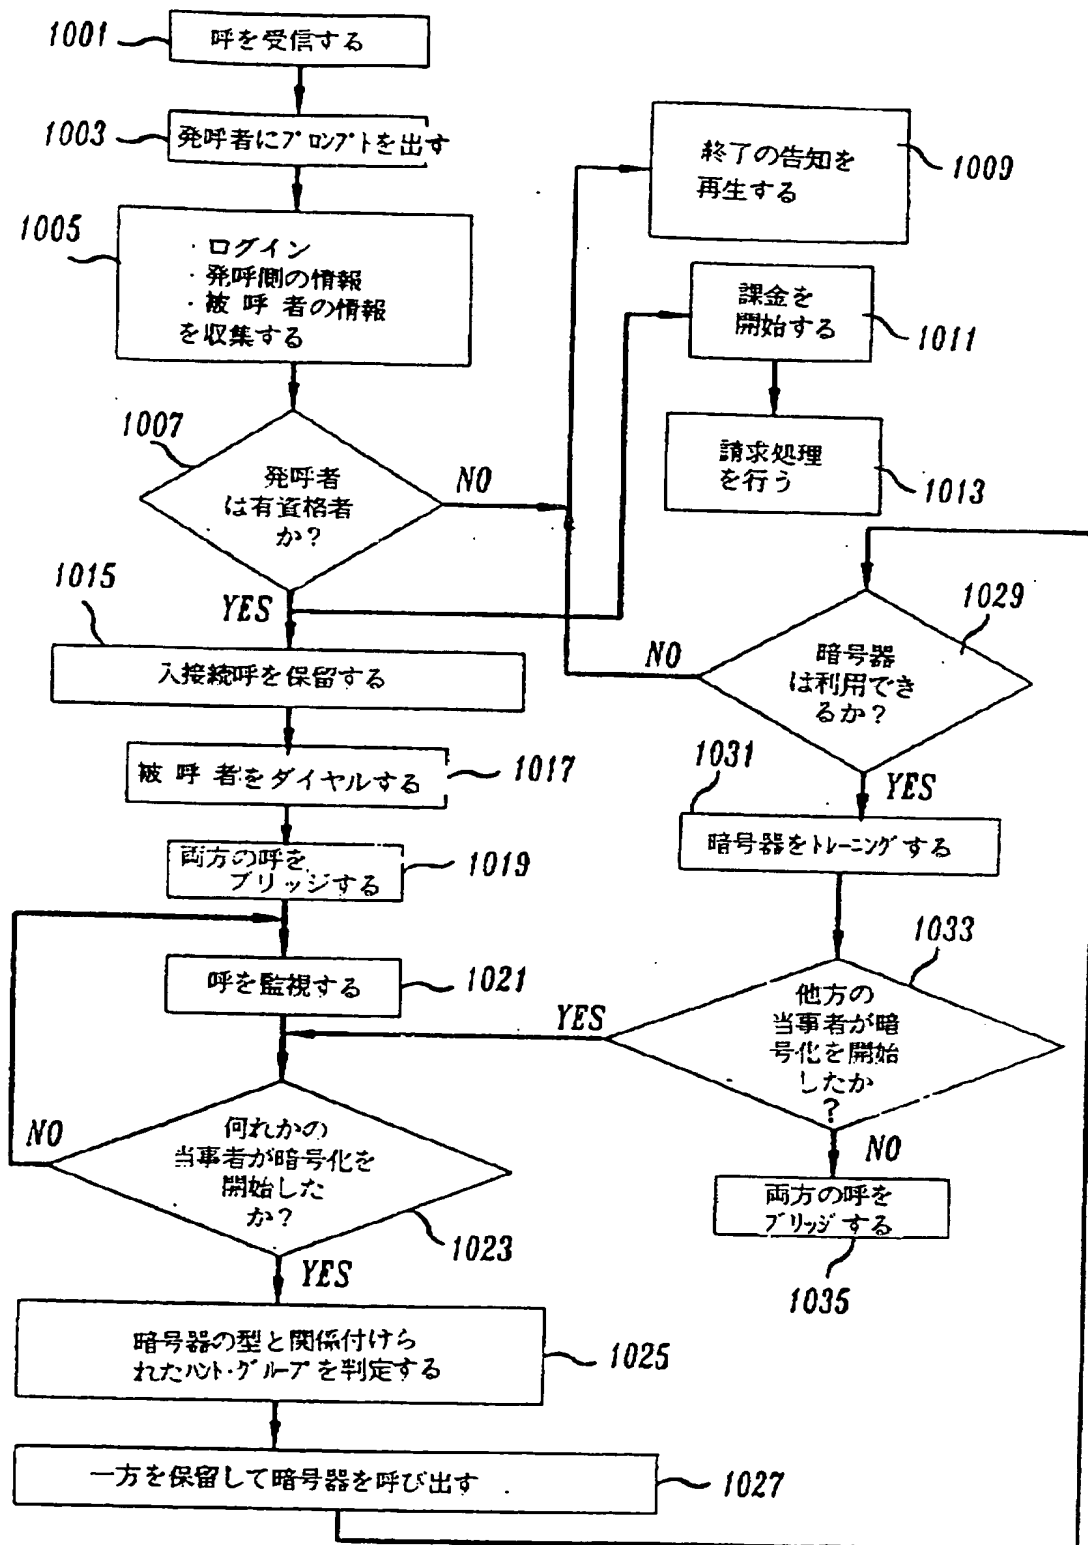 1001
呼を受信する
1003
発呼者にプロンプトを出す
1005
・ログイン
・発呼側の情報
・被呼者の情報
を収集する
1007
発呼者
は有資格者
か?
NO
YES
終了の告知を
再生する
1009
課金を
開始する
1011
請求処理
を行う
1013
1015
入接続呼を保留する
被呼者をダイヤルする
1017
両方の呼を
ブリッジする
1019
呼を監視する
1021
何れかの
当事者が暗号化を
開始した
か?
NO
1023
YES
暗号器の型と関係付けら
れたハント・グループを判定する
1025
一方を保留して暗号器を呼び出す
1027
1029
暗号器
は利用でき
るか?
NO
YES
1031
暗号器をトレーニングする
1033
他方の
当事者が暗
号化を開始
したか
?
YES
NO
両方の呼を
ブリッジする
1035